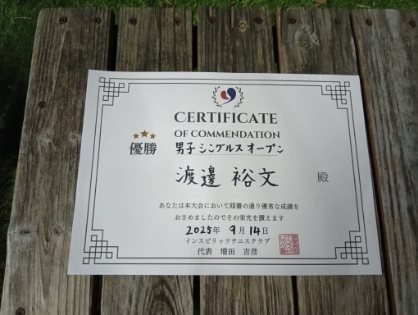 CERTIFICATE
OF COMMENDATION
優勝 男子シングルスオープン
渡邉 裕文 殿
あなたは本大会において頭書の通り優秀な成績を
おさめましたのでその栄光を讃えます
2025年 9月 14日
インスピリッツテニスクラブ
代表 増田 吉彦